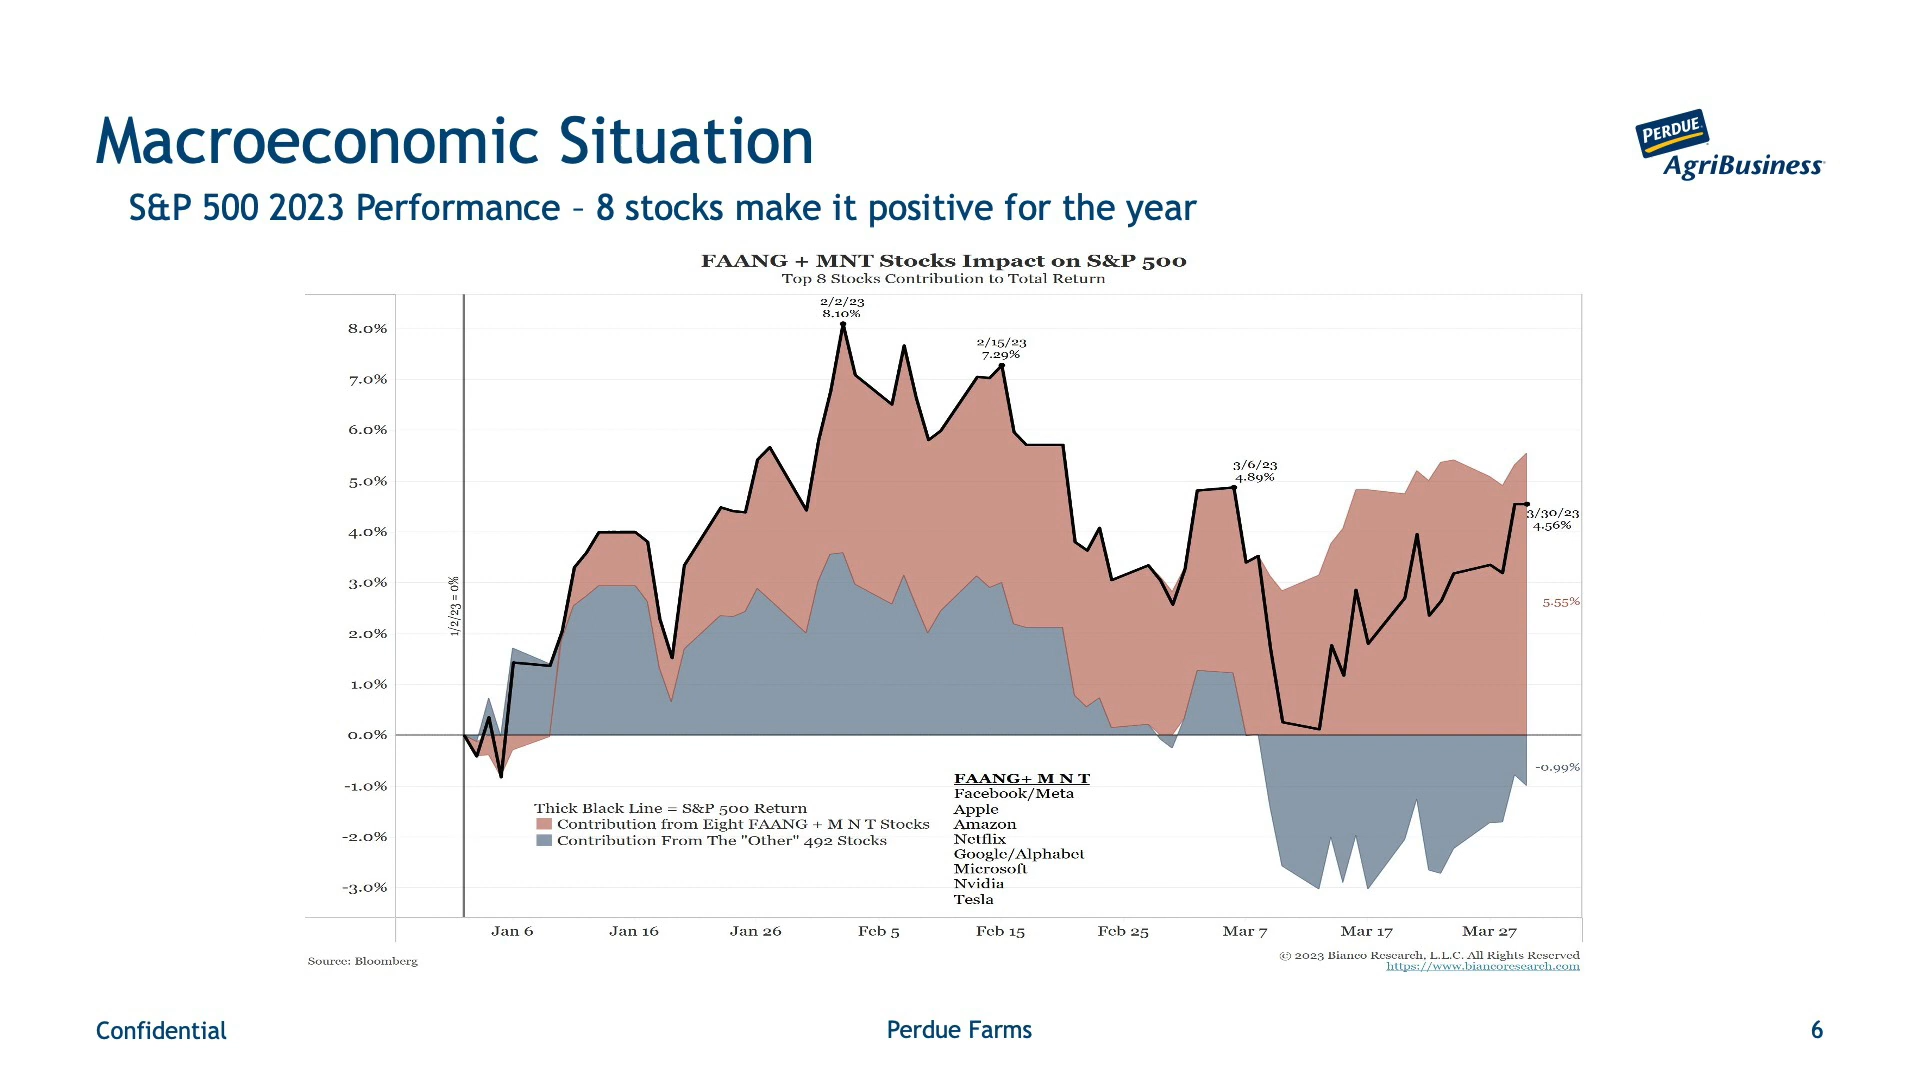 Macroeconomic Situation
PERDUE
AgriBusiness
S&P 500 2023 Performance – 8 stocks make it positive for the year
FAANG + MNT Stocks Impact on S&P 500
Top 8 Stocks Contribution to Total Return
8.0%
7.0%
6.0%
5.0%
4.0%
3.0%
2.0%
1.0%
0.0%
-1.0%
-2.0%
-3.0%
1/2/23 = 0%
2/2/23
8.10%
2/15/23
7.29%
3/6/23
4.89%
3/30/23
4.56%
5.55%
-0.99%
Thick Black Line = S&P 500 Return
Contribution from Eight FAANG + M N T Stocks
Contribution From The "Other" 492 Stocks
FAANG+ M N T
Facebook/Meta
Apple
Amazon
Netflix
Google/Alphabet
Microsoft
Nvidia
Tesla
Jan 6 Jan 16 Jan 26 Feb 5 Feb 15 Feb 25 Mar 7 Mar 17 Mar 27
Source: Bloomberg
© 2023 Bianco Research, L.L.C. All Rights Reserved
https://www.biancoresearch.com
Confidential Perdue Farms 6